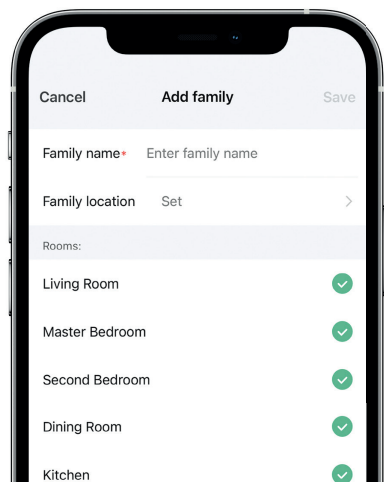 Cancel Add family Save
Family name* Enter family name
Family location Set
Rooms:
Living Room
Master Bedroom
Second Bedroom
Dining Room
Kitchen